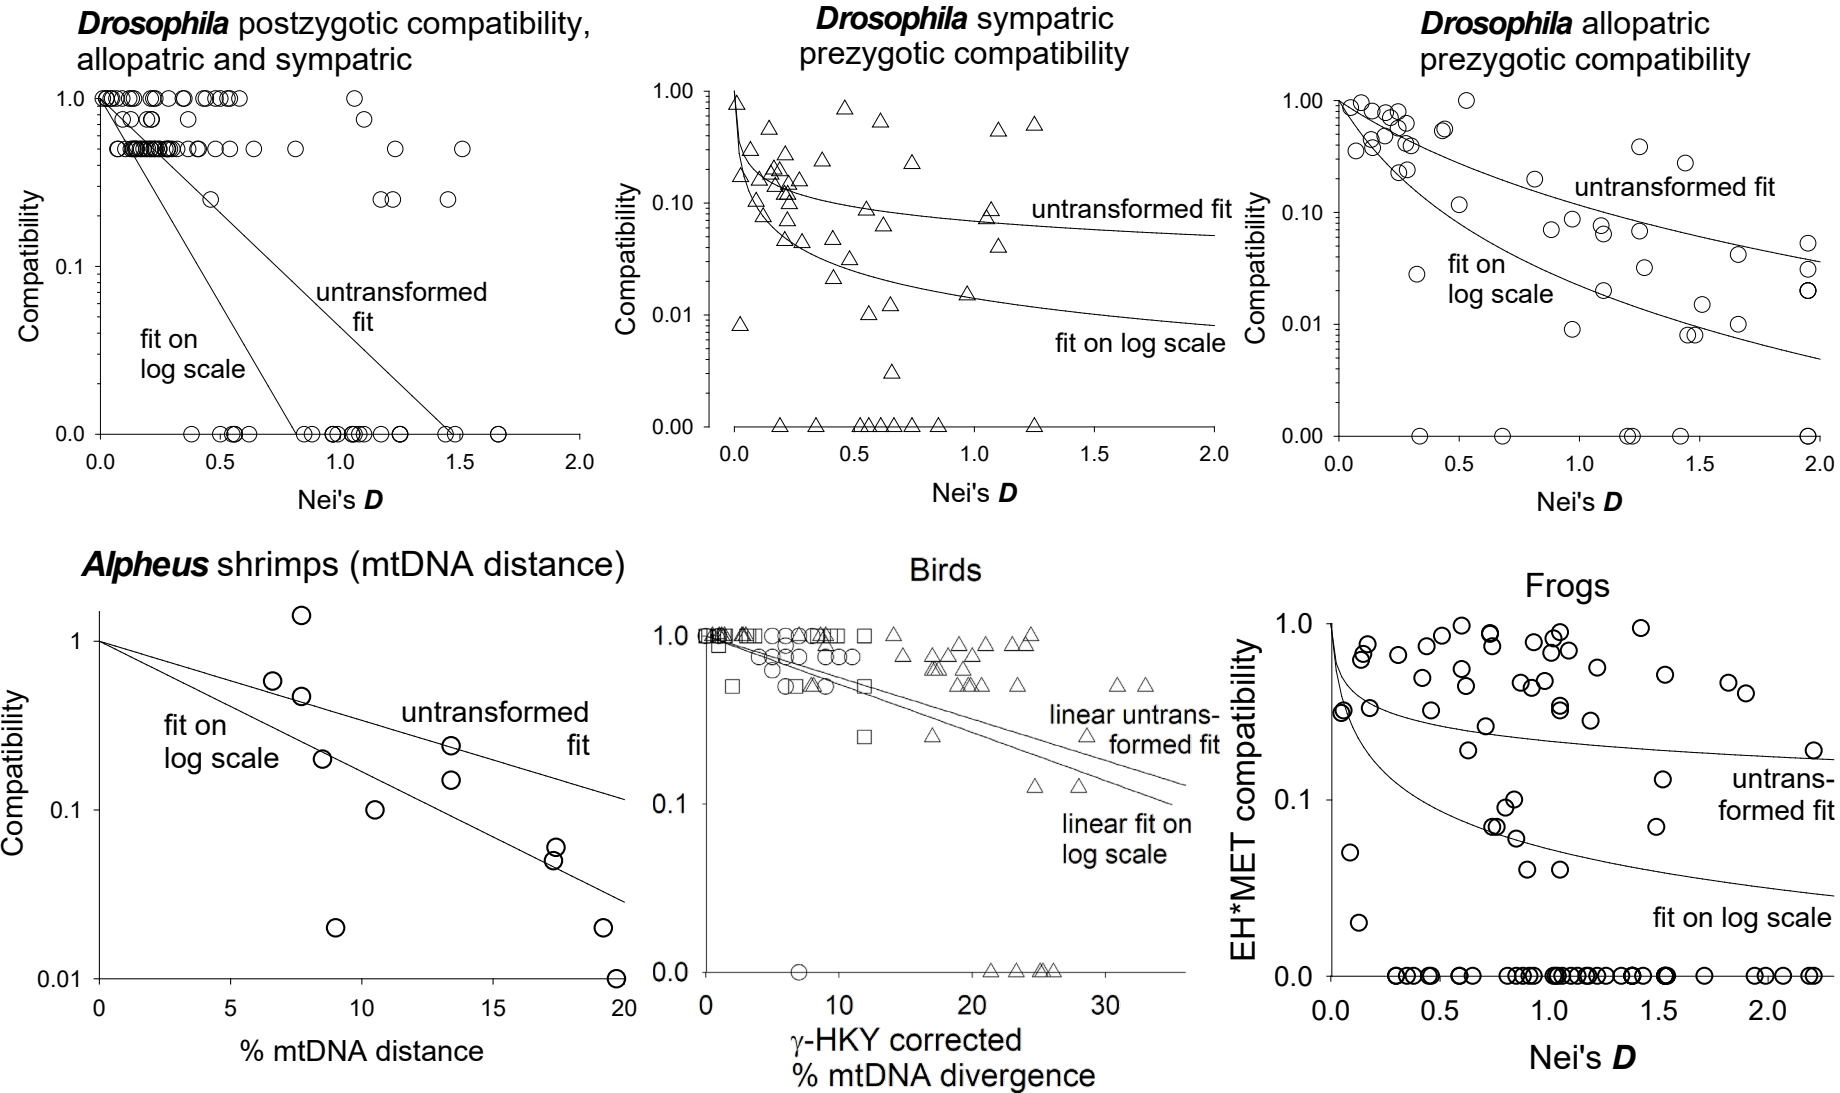 Drosophila postzygotic compatibility,
allopatric and sympatric
Compatibility
1.0
0.1
0.0
untransformed
fit
fit on
log scale
0.0 0.5 1.0 1.5 2.0
Nei's D
Drosophila sympatric
prezygotic compatibility
Compatibility
1.00
0.10
0.01
0.00
untransformed fit
fit on log scale
0.0 0.5 1.0 1.5 2.0
Nei's D
Drosophila allopatric
prezygotic compatibility
Compatibility
1.00
0.10
0.01
0.00
untransformed fit
fit on
log scale
0.0 0.5 1.0 1.5 2.0
Nei's D
Alpheus shrimps (mtDNA distance)
Compatibility
1
0.1
0.01
untransformed
fit
fit on
log scale
0 5 10 15 20
% mtDNA distance
Birds
1.0
0.1
0.0
linear untrans-
formed fit
linear fit on
log scale
0 10 20 30
γ-HKY corrected
% mtDNA divergence
Frogs
EH*MET compatibility
1.0
0.1
0.0
untrans-
formed fit
fit on log scale
0.0 0.5 1.0 1.5 2.0
Nei's D